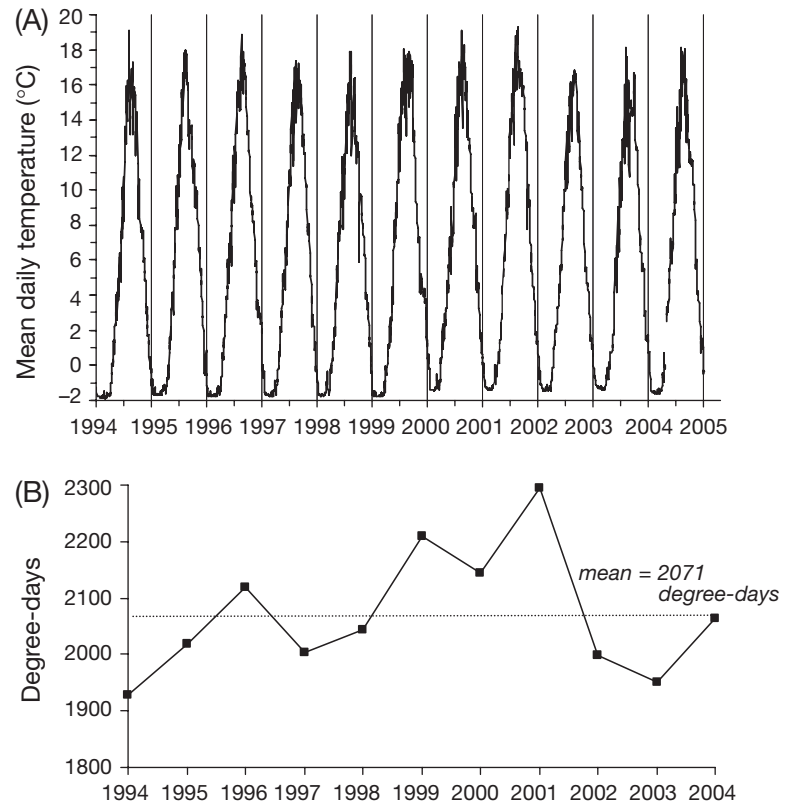 (A)
Mean daily temperature (°C)
20
18
16
14
12
10
8
6
4
2
0
–2
1994 1995 1996 1997 1998 1999 2000 2001 2002 2003 2004 2005
(B)
Degree-days
2300
2200
2100
2000
1900
1800
mean = 2071
degree-days
1994 1995 1996 1997 1998 1999 2000 2001 2002 2003 2004